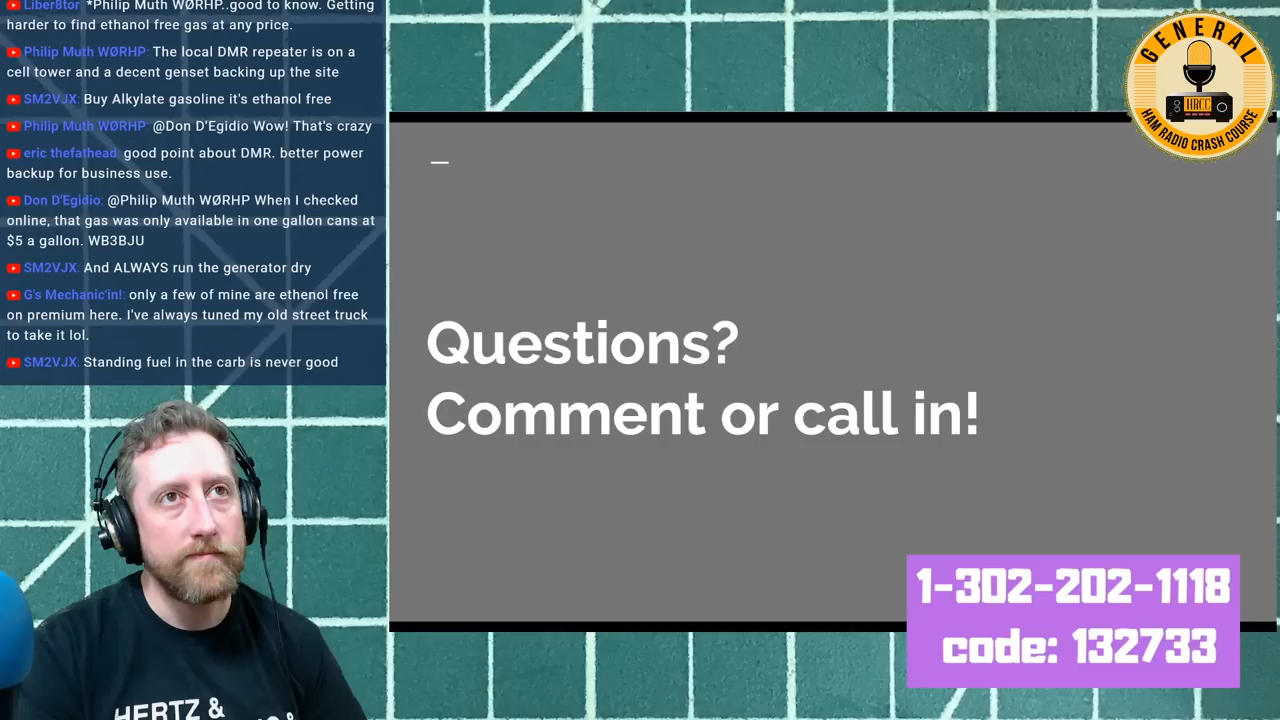 Liber8tor *Philip Muth WØRHP..good to know. Getting
harder to find ethanol free gas at any price.
Philip Muth WØRHP: The local DMR repeater is on a
cell tower and a decent genset backing up the site
SM2VJX: Buy Alkylate gasoline it's ethanol free
Philip Muth WØRHP @Don D'Egidio Wow! That's crazy
eric thefathead good point about DMR. better power
backup for business use.
Don D'Egidio: @Philip Muth WØRHP When I checked
online, that gas was only available in one gallon cans at
$5 a gallon. WB3BJU
SM2VJX: And ALWAYS run the generator dry
G's Mechanic'in!: only a few of mine are ethenol free
on premium here. I've always tuned my old street truck
to take it lol.
SM2VJX: Standing fuel in the carb is never good
GENERAL
HRCC
HAM RADIO CRASH COURSE
Questions?
Comment or call in!
1-302-202-1118
code: 132733
HERTZ &